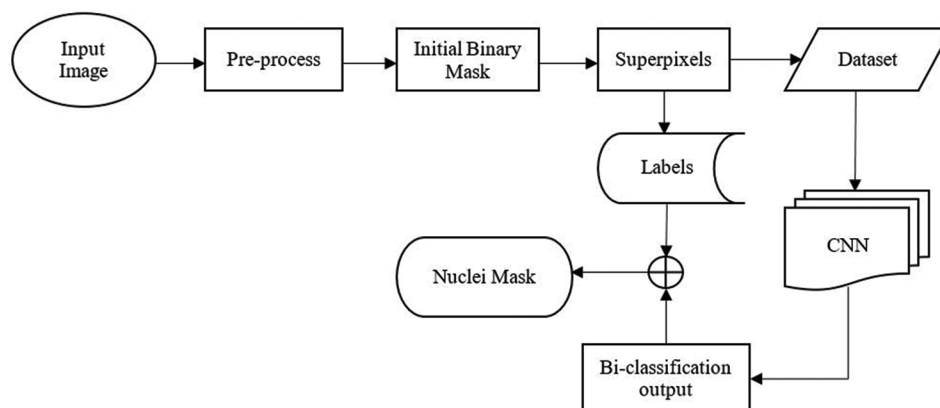 Input
Image
Pre-process
Initial Binary
Mask
Superpixels
Dataset
Labels
CNN
Nuclei Mask
Bi-classification
output